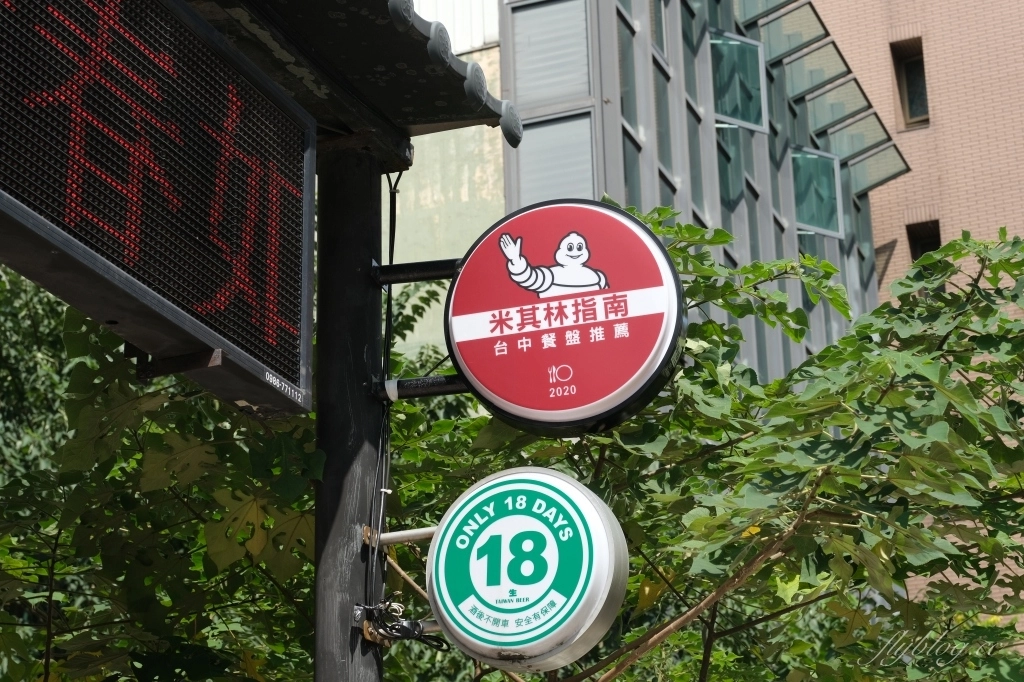 春妮
0988-771112
米其林指南
台中餐盤推薦
2020
ONLY 18 DAYS
18
生
TAIWAN BEER
酒後不開車 安全有保障
flyblog.cc